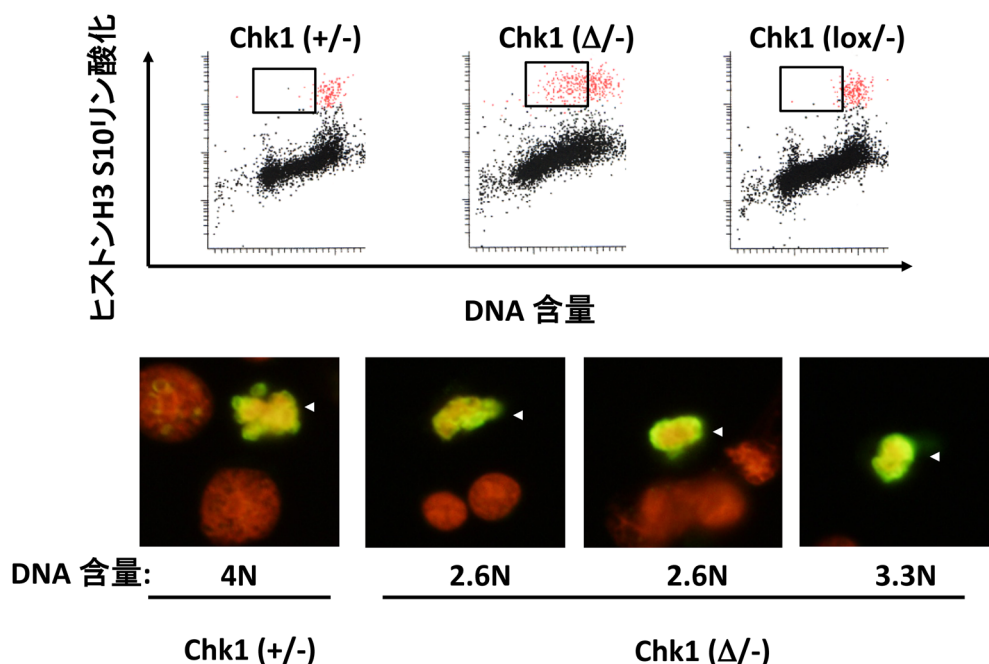 Chk1 (+/-)
Chk1 (Δ/-)
Chk1 (lox/-)
ヒストンH3 S10リン酸化
DNA 含量
DNA 含量:
4N
2.6N
2.6N
3.3N
Chk1 (+/-)
Chk1 (Δ/-)